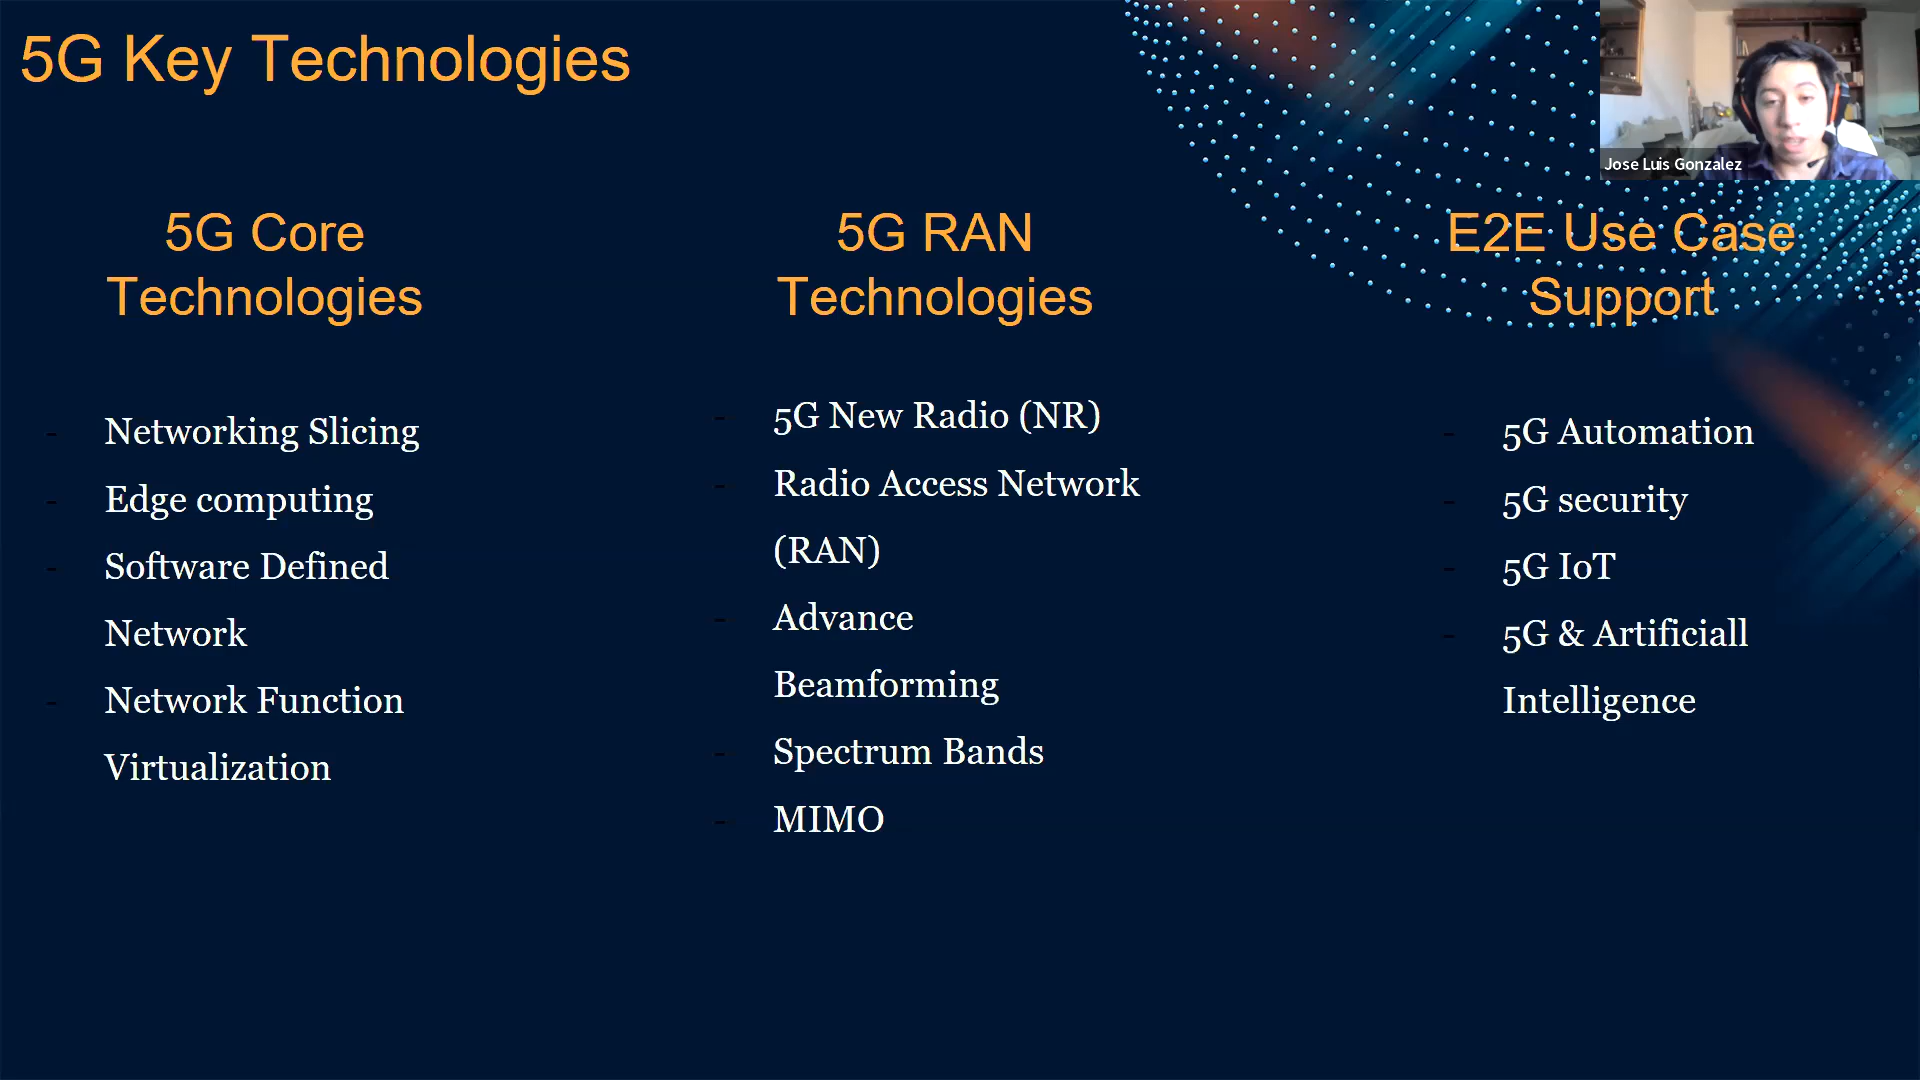 5G Key Technologies
Jose Luis Gonzalez
5G Core
Technologies
- Networking Slicing
- Edge computing
- Software Defined
Network
- Network Function
Virtualization
5G RAN
Technologies
- 5G New Radio (NR)
- Radio Access Network
(RAN)
- Advance
Beamforming
- Spectrum Bands
- MIMO
E2E Use Case
Support
- 5G Automation
- 5G security
- 5G IoT
- 5G & Artificiall
Intelligence